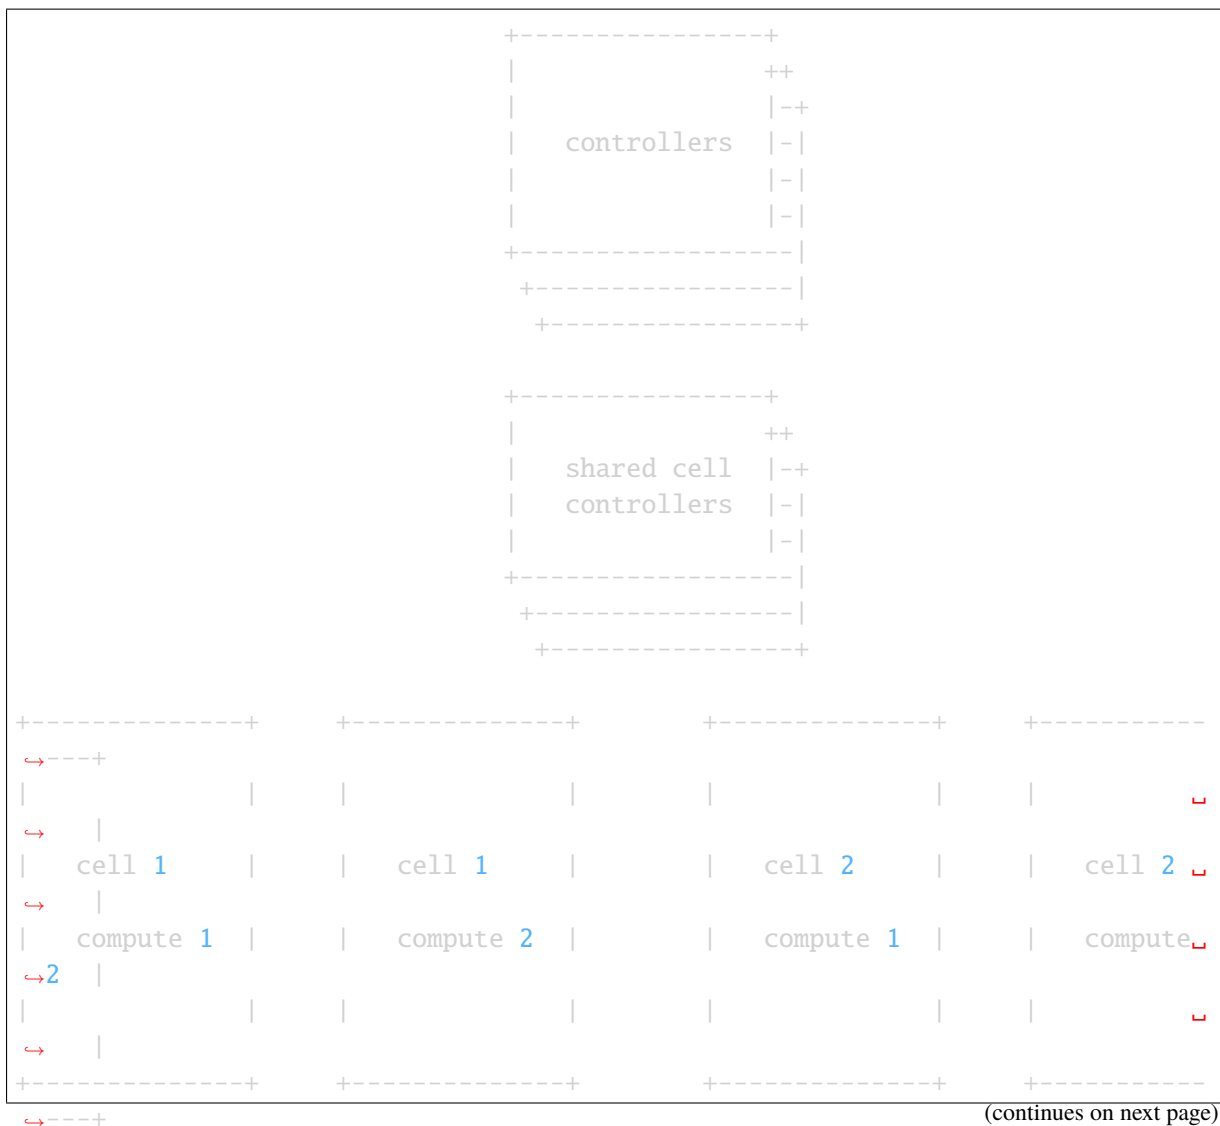 +-----------------+
|                 ++
|                 |-+
|   controllers   |-|
|                 |-|
|                 |-|
+------------------|
 +-----------------|
  +-----------------+
+-----------------+
|                 ++
|   shared cell   |-+
|   controllers   |-|
|                 |-|
+------------------|
 +-----------------|
  +-----------------+
+---------------+     +---------------+         +---------------+     +-----------
↪----+
|               |     |               |         |               |     |          ␣
↪    |
|   cell 1      |     |   cell 1      |         |   cell 2      |     |   cell 2 ␣
↪    |
|   compute 1   |     |   compute 2   |         |   compute 1   |     |   compute␣
↪2   |
|               |     |               |         |               |     |          ␣
↪    |
+---------------+     +---------------+         +---------------+     +-----------
↪----+
(continues on next page)